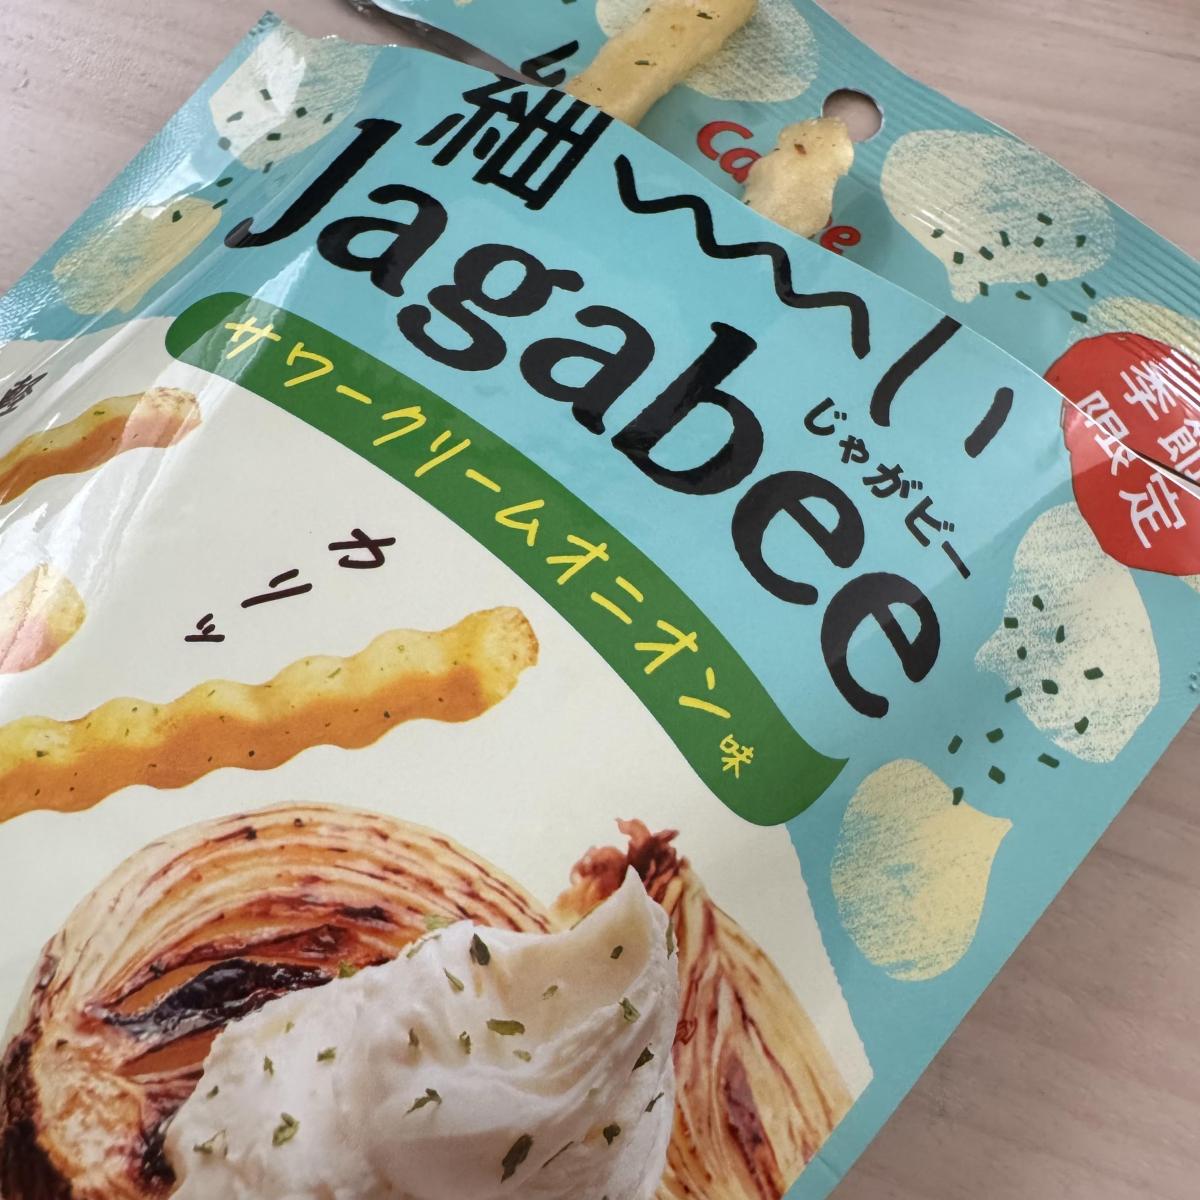 細〜〜い
Jagabee
じゃがビー
サワークリームオニオン味
季節
限定
カリッ